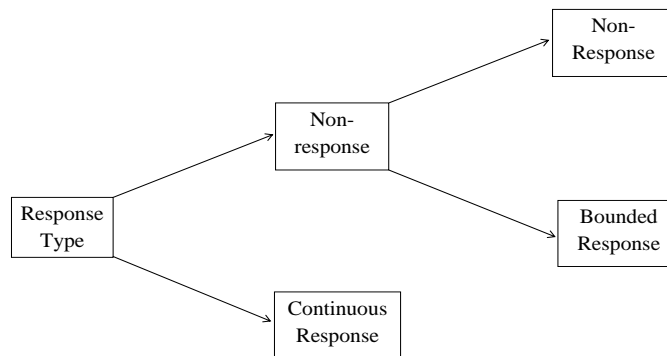 Non-
Response
Non-
response
Response
Type
Bounded
Response
Continuous
Response